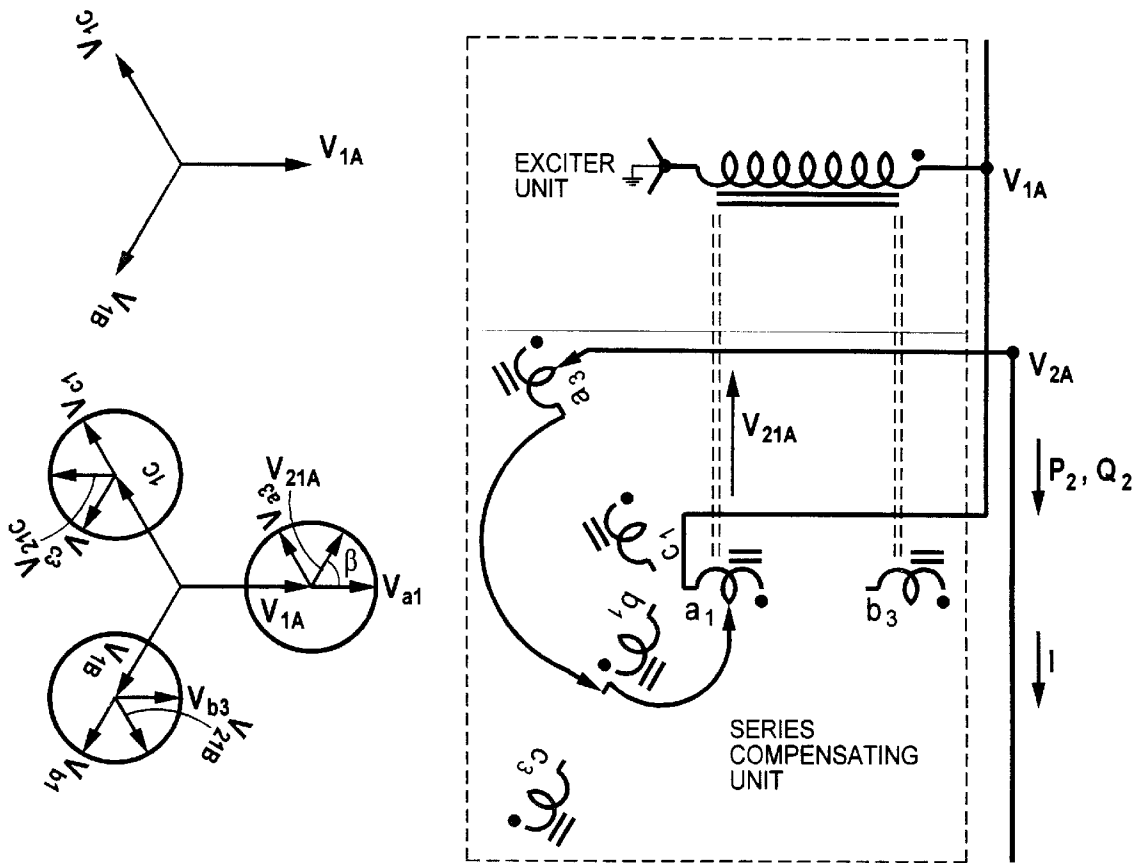 V1C
V1A
V1B
EXCITER
UNIT
V1A
a3
V2A
V21A
P2, Q2
c1
a1
b3
b1
I
SERIES
COMPENSATING
UNIT
c3
Vc1
1C
V21C
Vc3
V21A
Va3
β
Va1
V1A
V1B
Vb3
V21B
Vb1